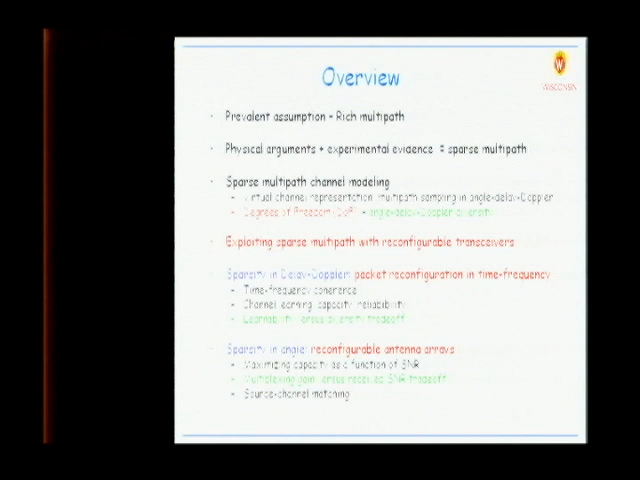 Overview
WISCONSIN
- Prevalent assumption - Rich multipath
- Physical arguments + experimental evidence = sparse multipath
- Sparse multipath channel modeling
- Virtual channel representation: multipath sampling in angle-delay-Doppler
- Degrees of Freedom (DoF) - angle-delay-Doppler diversity
- Exploiting sparse multipath with reconfigurable transceivers
- Sparsity in Delay-Doppler: packet reconfiguration in time-frequency
- Time-frequency coherence
- Channel learning, capacity, reliability
- Learnability versus diversity tradeoff
- Sparsity in angle: reconfigurable antenna arrays
- Maximizing capacity as a function of SNR
- Multiplexing gain versus received SNR tradeoff
- Source-channel matching